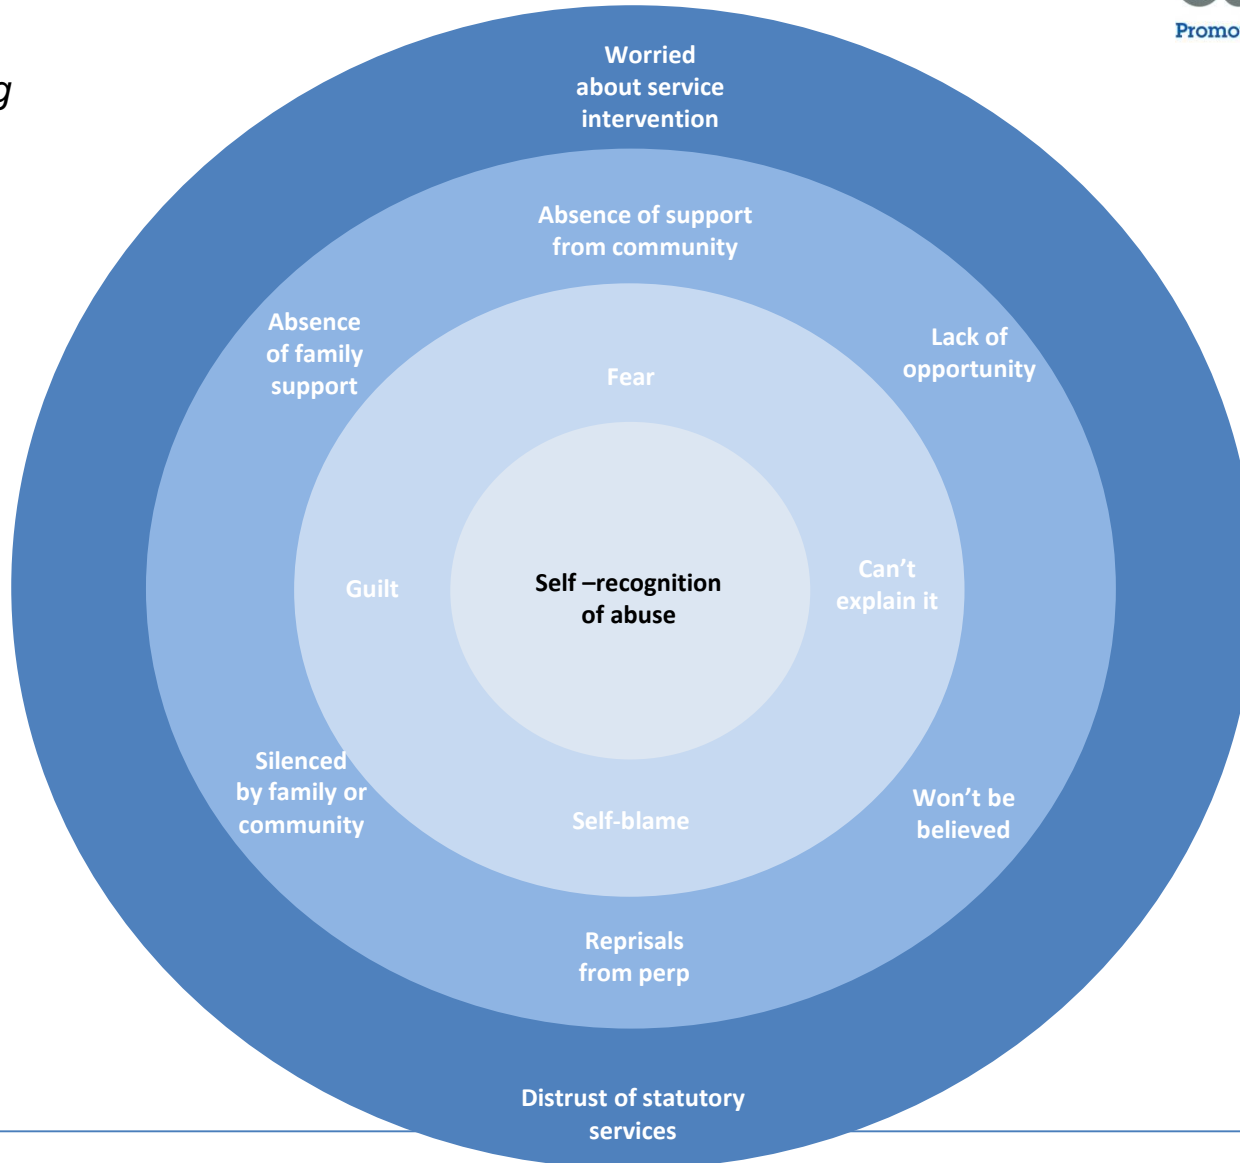 Promo
g
Worried
about service
intervention
Absence of support
from community
Absence
of family
support
Lack of
opportunity
Fear
Guilt
Self –recognition
of abuse
Can’t
explain it
Silenced
by family or
community
Self-blame
Won’t be
believed
Reprisals
from perp
Distrust of statutory
services